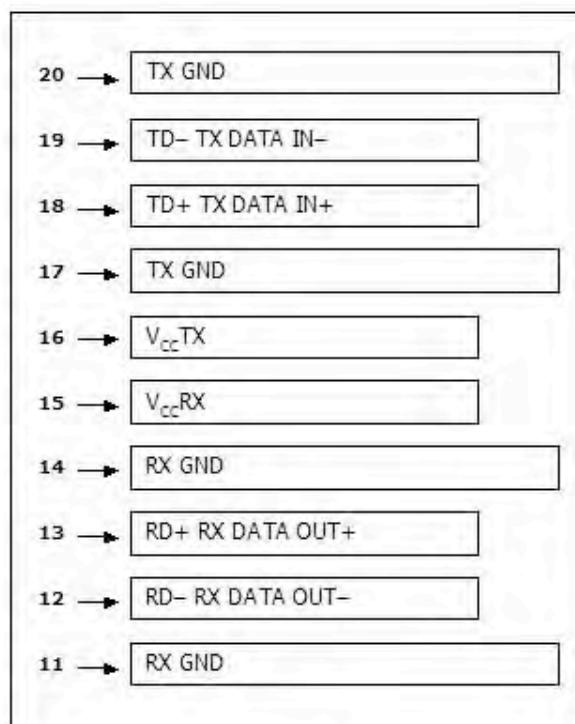 20 TX GND
19 TD– TX DATA IN–
18 TD+ TX DATA IN+
17 TX GND
16 VCCTX
15 VCCRX
14 RX GND
13 RD+ RX DATA OUT+
12 RD– RX DATA OUT–
11 RX GND